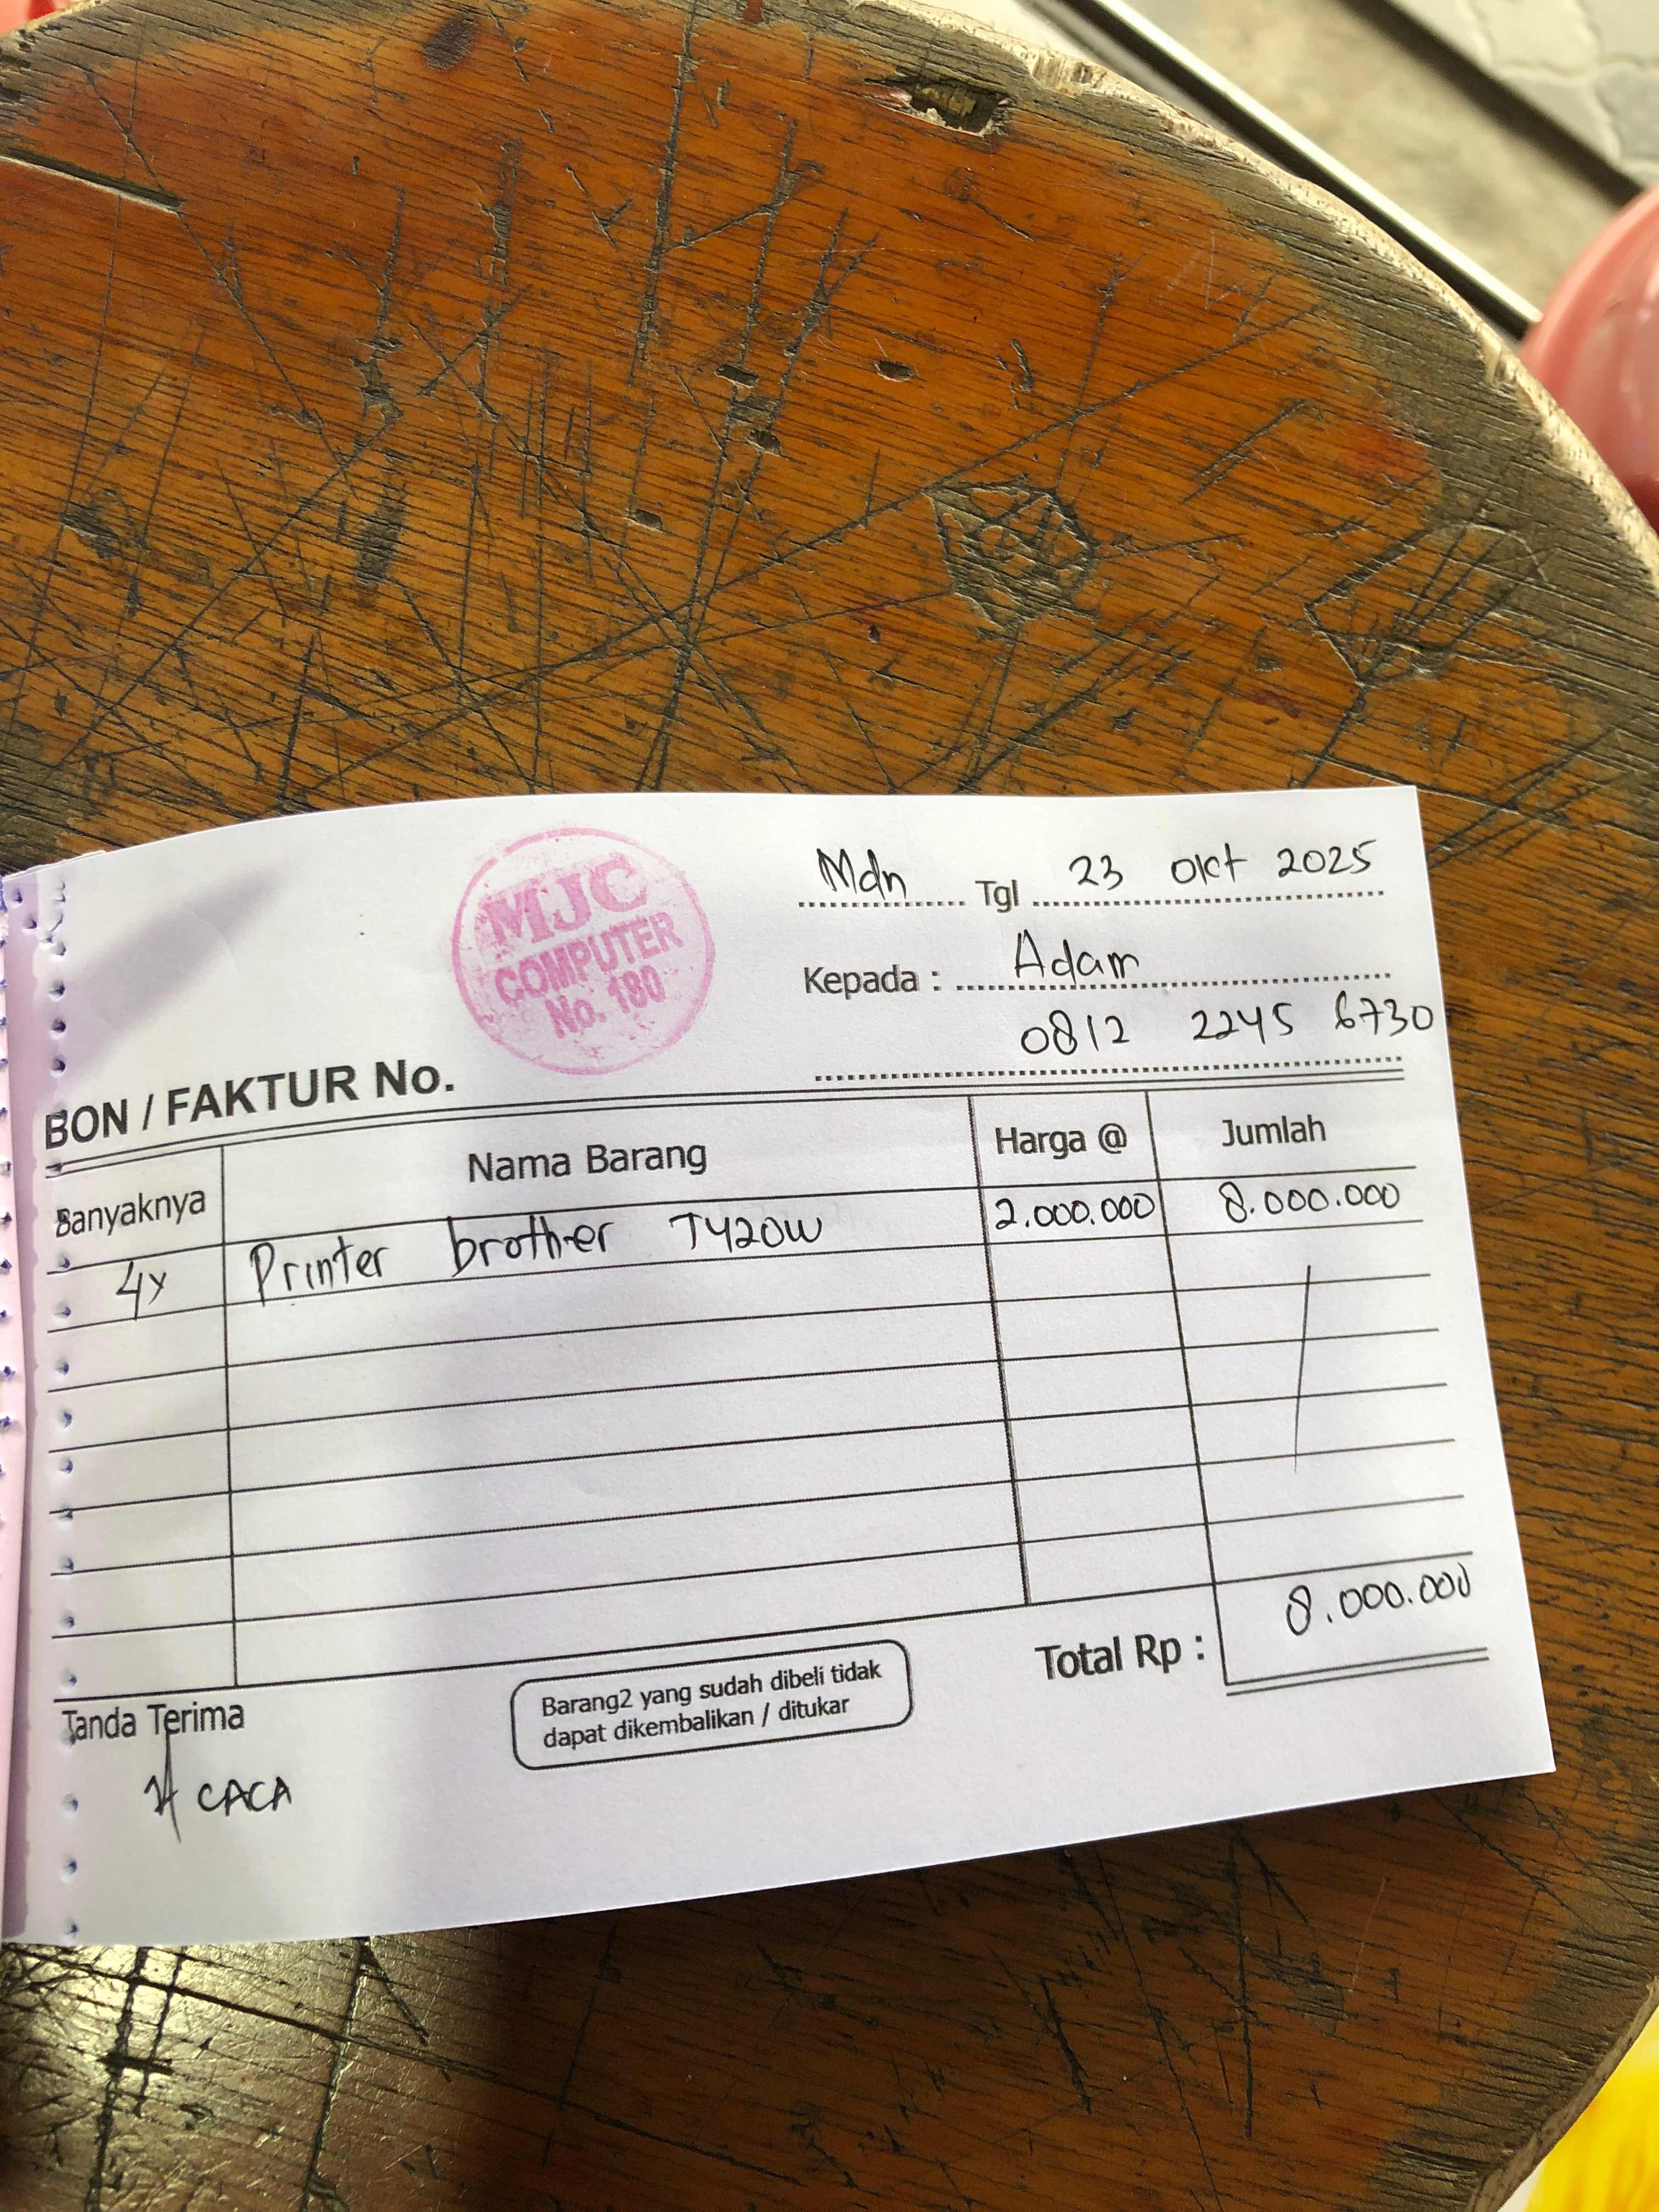 MJC
COMPUTER
No. 180
Mdn Tgl 23 Okt 2025
Kepada : Adam
0812 2245 6730
BON / FAKTUR No.
Banyaknya Nama Barang Harga @ Jumlah
4x Printer brother T420W 2.000.000 8.000.000
Total Rp : 8.000.000
Tanda Terima
Barang2 yang sudah dibeli tidak
dapat dikembalikan / ditukar
CACA